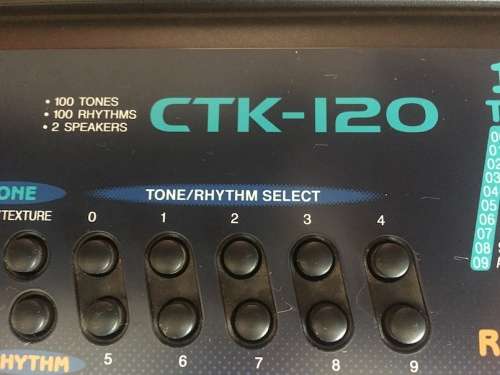 • 100 TONES
• 100 RHYTHMS
• 2 SPEAKERS
CTK-120
TONE/RHYTHM SELECT
TEXTURE
0 1 2 3 4
5 6 7 8 9
RHYTHM
00
01
02
03
04
05
06
07
08
09